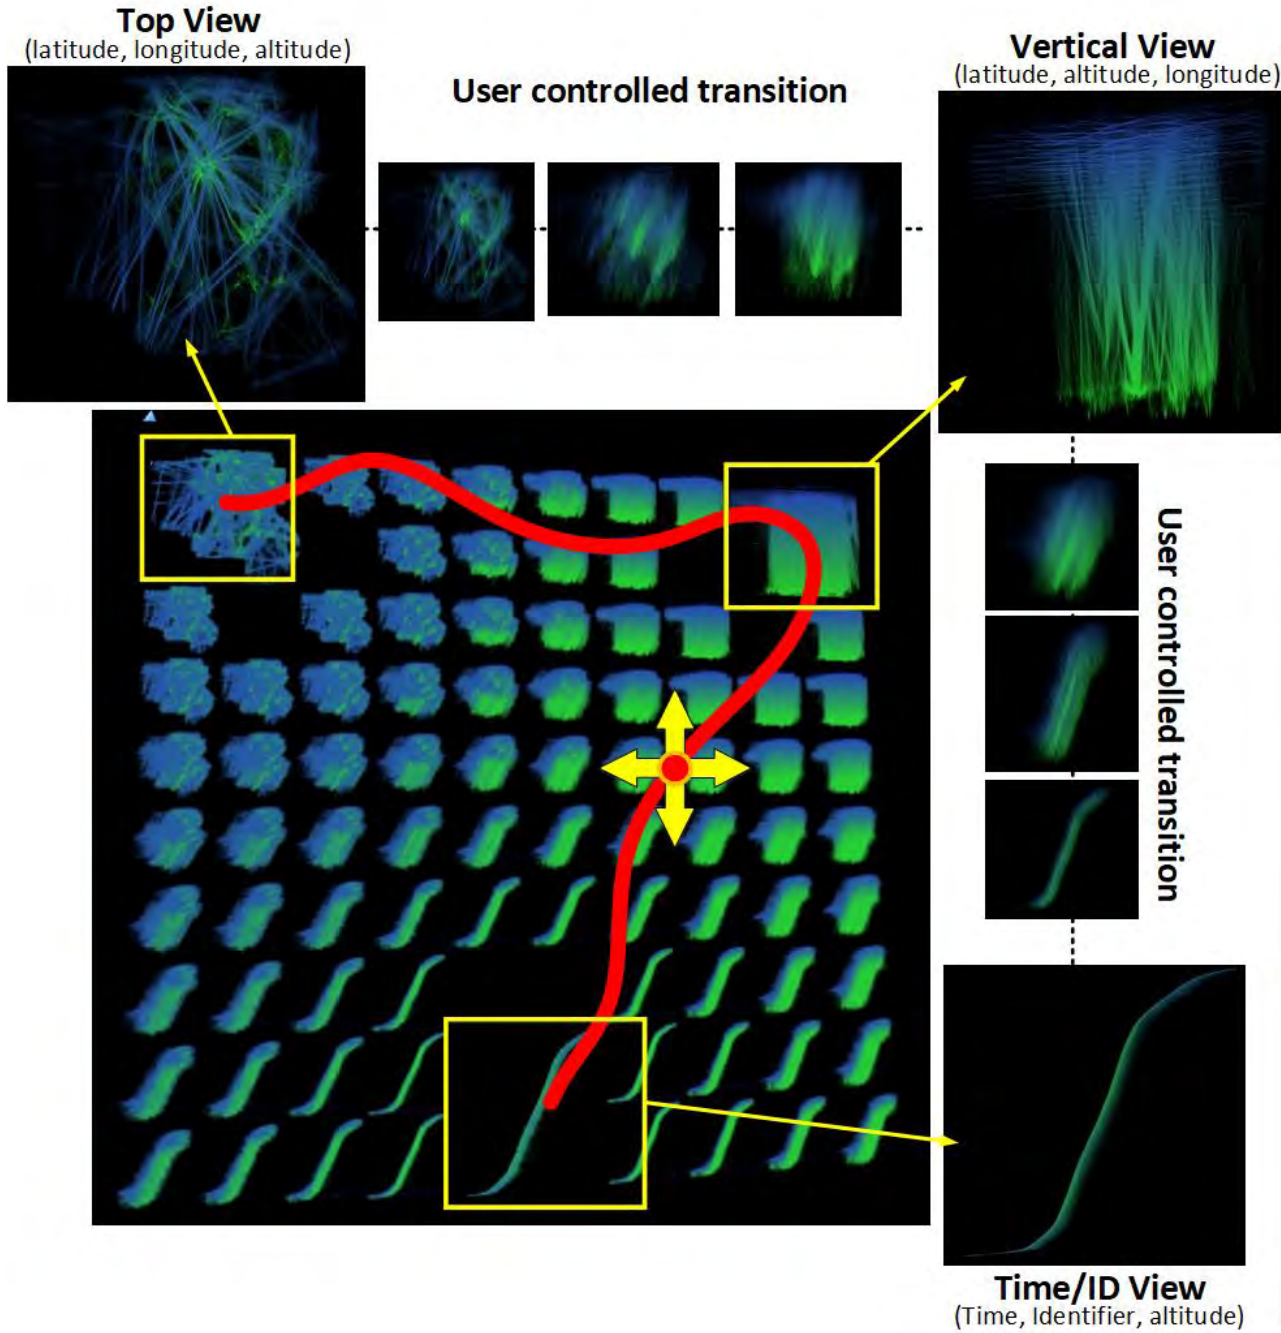 Top View
(latitude, longitude, altitude)
User controlled transition
Vertical View
(latitude, altitude, longitude)
User controlled transition
Time/ID View
(Time, Identifier, altitude)